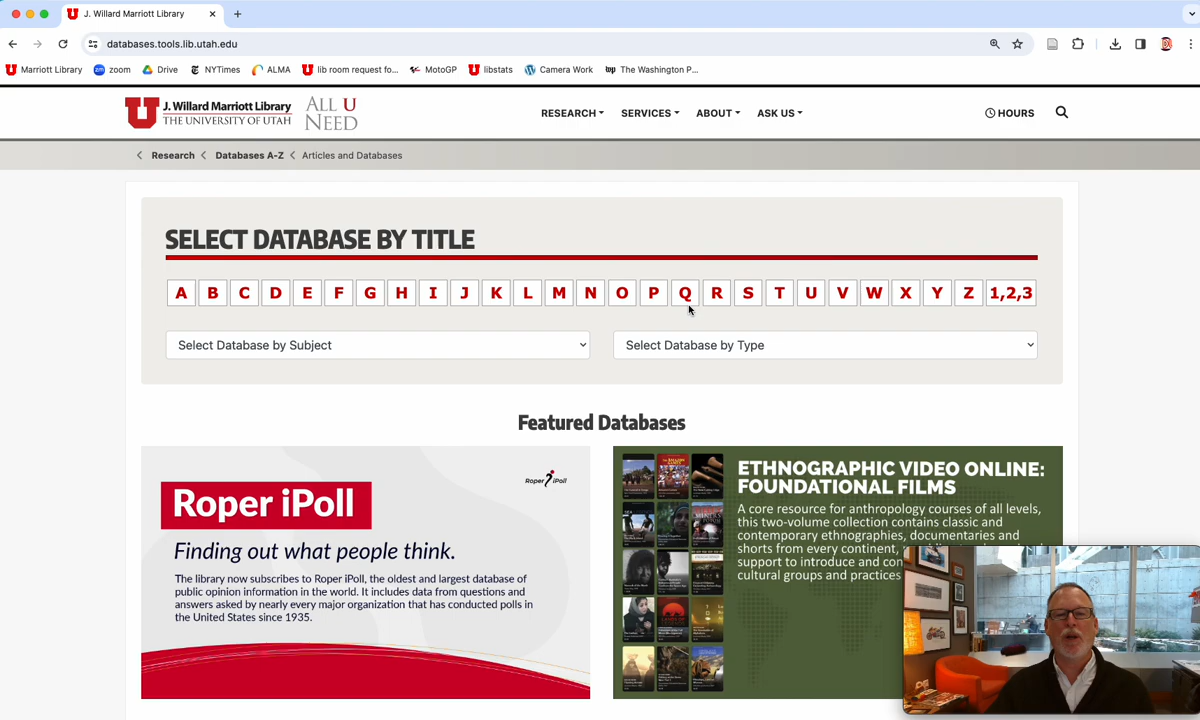 J. Willard Marriott Library
databases.tools.lib.utah.edu
Marriott Library zoom Drive NYTimes ALMA lib room request fo... MotoGP libstats Camera Work The Washington P...
J. Willard Marriott Library
THE UNIVERSITY OF UTAH
ALL U
NEED
RESEARCH SERVICES ABOUT ASK US HOURS
Research Databases A-Z Articles and Databases
SELECT DATABASE BY TITLE
A B C D E F G H I J K L M N O P Q R S T U V W X Y Z 1,2,3
Select Database by Subject
Select Database by Type
Featured Databases
Roper iPoll
Roper iPoll
Finding out what people think.
The library now subscribes to Roper iPoll, the oldest and largest database of
public opinion information in the world. It includes data from questions and
answers asked by nearly every major organization that has conducted polls in
the United States since 1935.
ETHNOGRAPHIC VIDEO ONLINE:
FOUNDATIONAL FILMS
A core resource for anthropology courses of all levels,
this two-volume collection contains classic and
contemporary ethnographies, documentaries and
shorts from every continent,
support to introduce and
cultural groups and practices